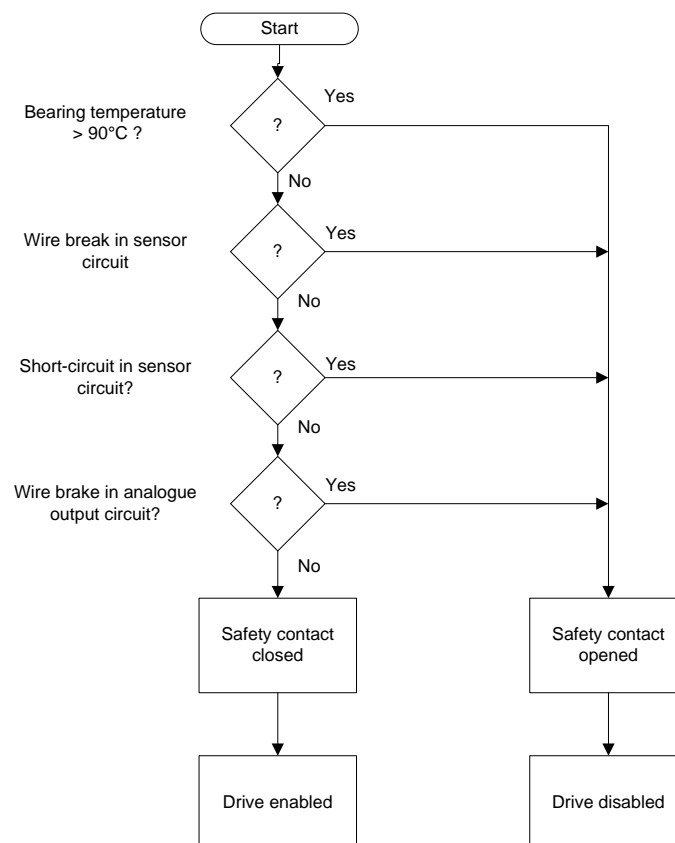 Start
Bearing temperature
> 90°C ?
?
Yes
No
Wire break in sensor
circuit
?
Yes
No
Short-circuit in sensor
circuit?
?
Yes
No
Wire brake in analogue
output circuit?
?
Yes
No
Safety contact
closed
Safety contact
opened
Drive enabled
Drive disabled